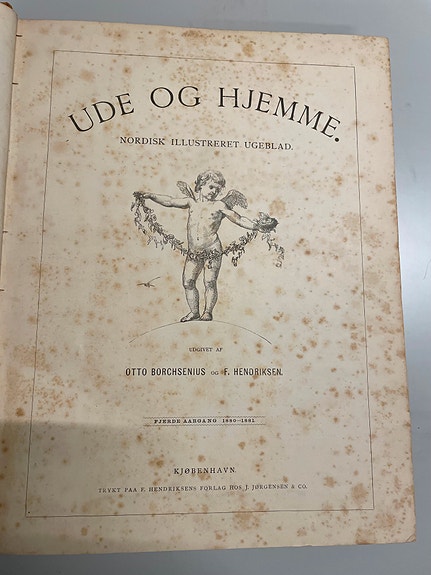 UDE OG HJEMME.
NORDISK ILLUSTRERET UGEBLAD.
UDGIVET AF
OTTO BORCHSENIUS OG F. HENDRIKSEN.
FJERDE AARGANG 1880—1881.
KJØBENHAVN.
TRYKT PAA F. HENDRIKSENS FORLAG HOS J. JØRGENSEN & CO.